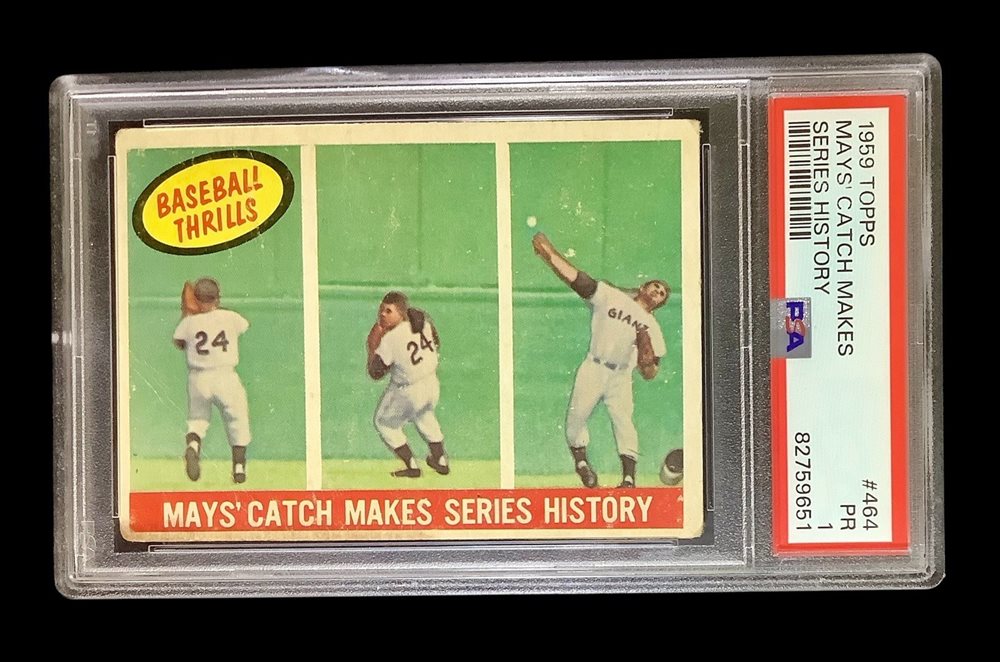 BASEBALL
THRILLS
24
24
GIANT
MAYS' CATCH MAKES SERIES HISTORY
1959 TOPPS
MAYS' CATCH MAKES
SERIES HISTORY
#464
PR
1
82759651
PSA